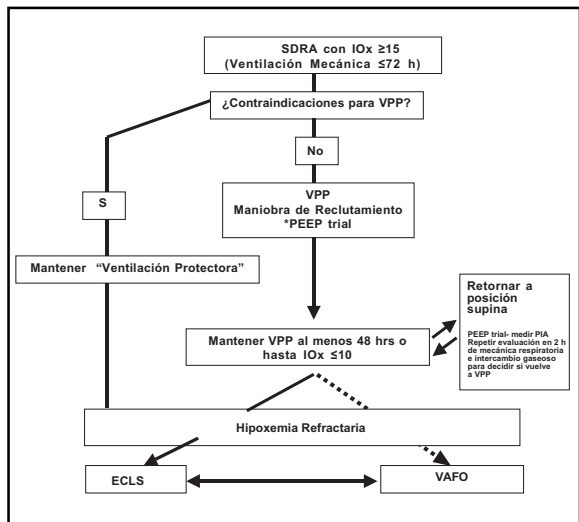 SDRA con IOx ≥15
(Ventilación Mecánica ≤72 h)
¿Contraindicaciones para VPP?
No
S
VPP
Maniobra de Reclutamiento
*PEEP trial
Mantener “Ventilación Protectora”
Retornar a
posición
supina
PEEP trial- medir PIA
Repetir evaluación en 2 h
de mecánica respiratoria
e intercambio gaseoso
para decidir si vuelve
a VPP
Mantener VPP al menos 48 hrs o
hasta IOx ≤10
Hipoxemia Refractaria
ECLS
VAFO